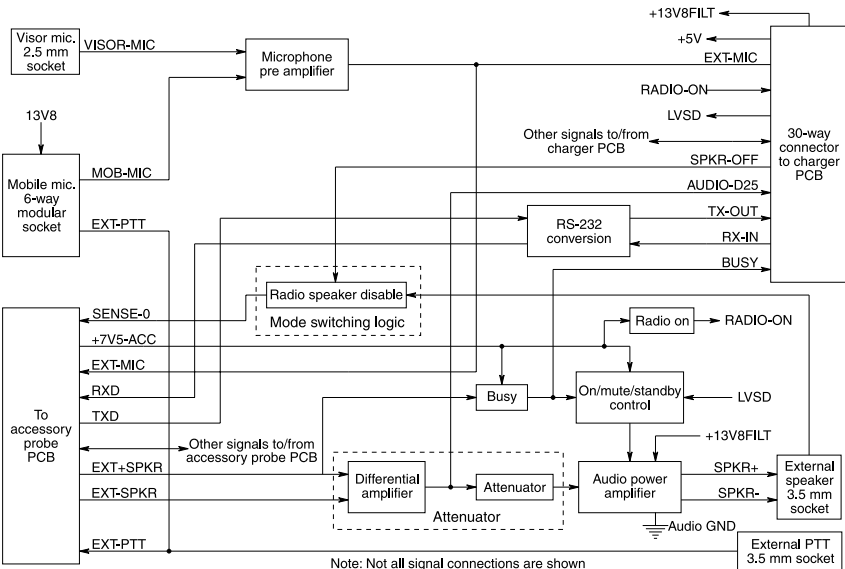 +13V8FILT
Visor mic.
2.5 mm
socket
VISOR-MIC
+5V
Microphone
pre amplifier
EXT-MIC
RADIO-ON
13V8
LVSD
Other signals to/from
charger PCB
30-way
connector
to charger
PCB
SPKR-OFF
MOB-MIC
Mobile mic.
6-way
modular
socket
AUDIO-D25
EXT-PTT
RS-232
conversion
TX-OUT
RX-IN
BUSY
Radio speaker disable
Mode switching logic
SENSE-0
+7V5-ACC
Radio on
RADIO-ON
EXT-MIC
RXD
TXD
Busy
On/mute/standby
control
LVSD
To
accessory
probe
PCB
Other signals to/from
accessory probe PCB
+13V8FILT
EXT+SPKR
EXT-SPKR
Differential
amplifier
Attenuator
Attenuator
Audio power
amplifier
SPKR+
SPKR-
External
speaker
3.5 mm
socket
Audio GND
EXT-PTT
External PTT
3.5 mm socket
Note: Not all signal connections are shown